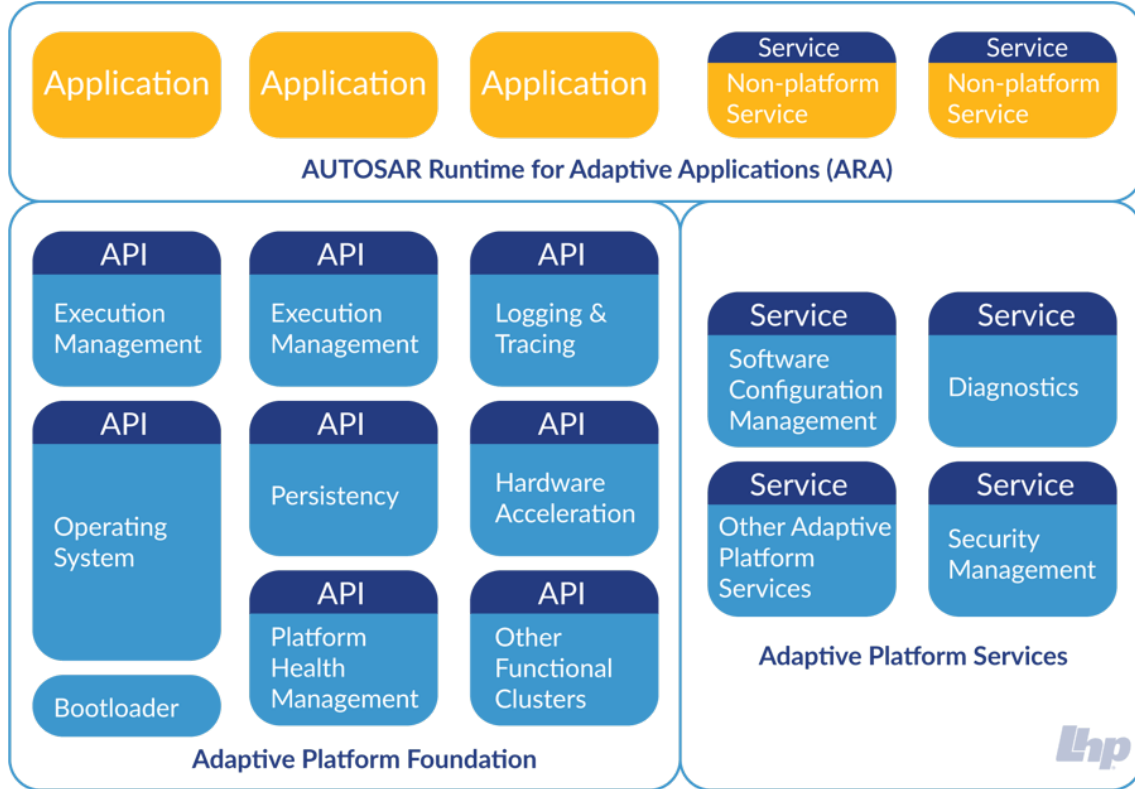 Application
Application
Application
Service
Non-platform
Service
Service
Non-platform
Service
AUTOSAR Runtime for Adaptive Applications (ARA)
API
Execution
Management
API
Execution
Management
API
Logging &
Tracing
API
Operating
System
API
Persistency
API
Hardware
Acceleration
Bootloader
API
Platform
Health
Management
API
Other
Functional
Clusters
Adaptive Platform Foundation
Service
Software
Configuration
Management
Service
Diagnostics
Service
Other Adaptive
Platform
Services
Service
Security
Management
Adaptive Platform Services
Lhp